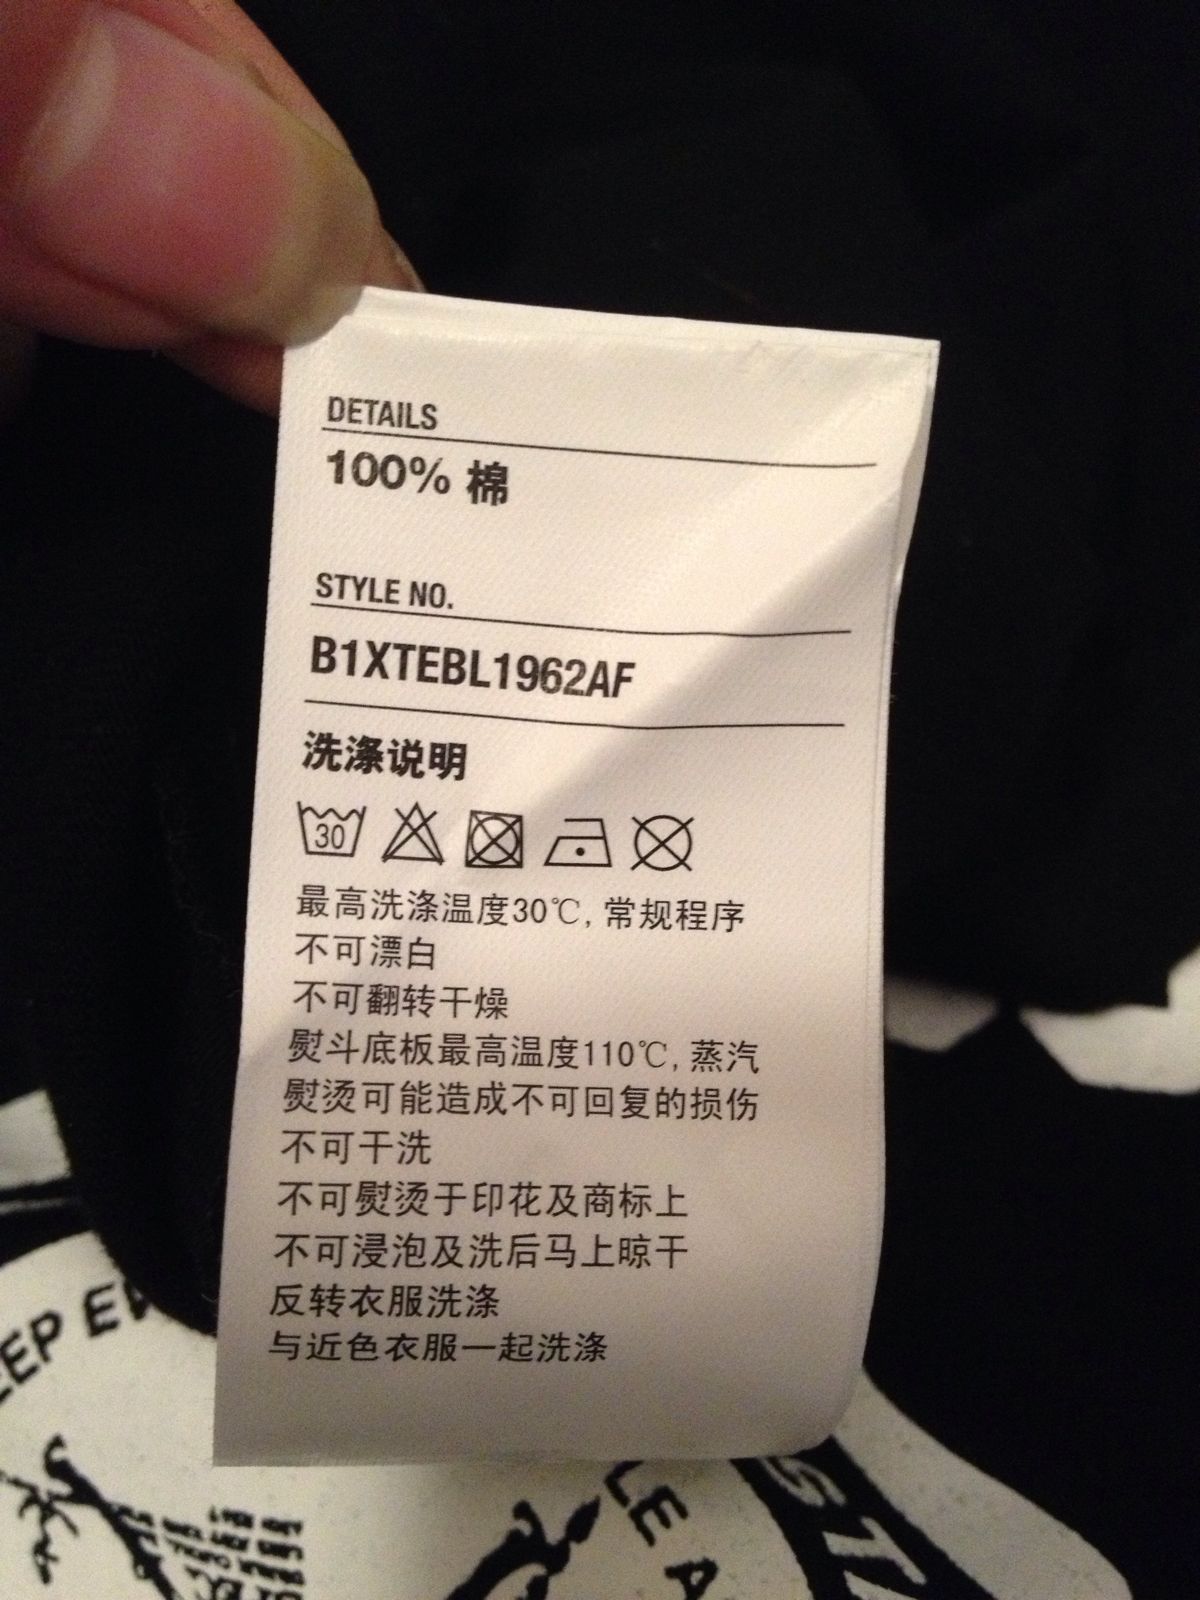 DETAILS
100% 棉
STYLE NO.
B1XTEBL1962AF
洗涤说明
30
最高洗涤温度30℃, 常规程序
不可漂白
不可翻转干燥
熨斗底板最高温度110℃, 蒸汽
熨烫可能造成不可回复的损伤
不可干洗
不可熨烫于印花及商标上
不可浸泡及洗后马上晾干
反转衣服洗涤
与近色衣服一起洗涤